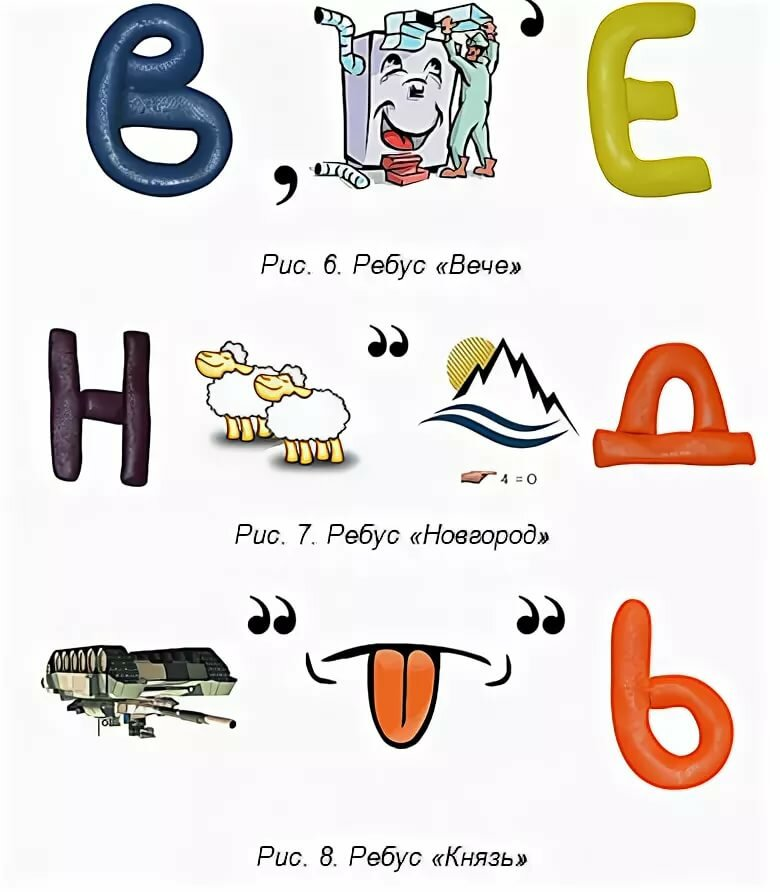 В , ’ Е
Рис. 6. Ребус «Вече»
Н ’’ Д
4 = О
Рис. 7. Ребус «Новгород»
’’ ’’ Ь
Рис. 8. Ребус «Князь»